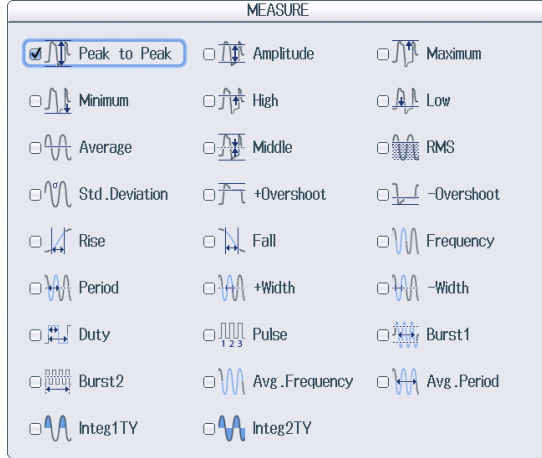 MEASURE
Peak to Peak Amplitude Maximum
Minimum High Low
Average Middle RMS
Std.Deviation +Overshoot -Overshoot
Rise Fall Frequency
Period +Width -Width
Duty 123 Pulse Burst1
Burst2 Avg.Frequency Avg.Period
Integ1TY Integ2TY